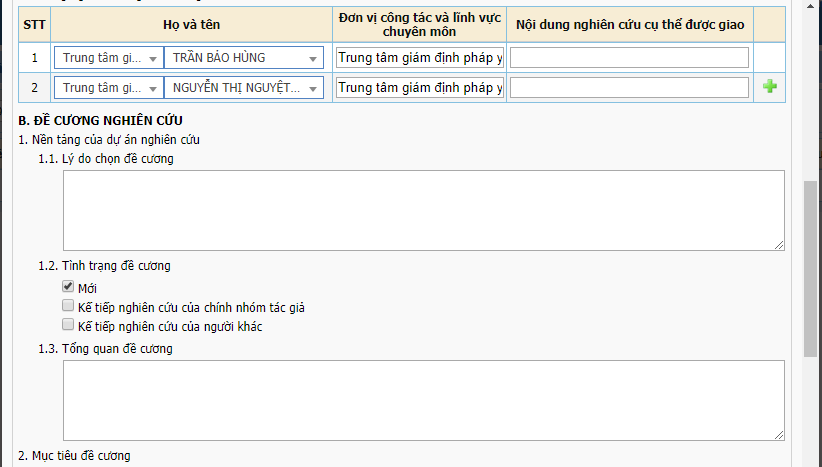 STT Họ và tên Đơn vị công tác và lĩnh vực chuyên môn Nội dung nghiên cứu cụ thể được giao
1 Trung tâm gi... TRẦN BẢO HÙNG Trung tâm giám định pháp y
2 Trung tâm gi... NGUYỄN THỊ NGUYỆT... Trung tâm giám định pháp y
B. ĐỀ CƯƠNG NGHIÊN CỨU
1. Nền tảng của dự án nghiên cứu
1.1. Lý do chọn đề cương
1.2. Tình trạng đề cương
Mới
Kế tiếp nghiên cứu của chính nhóm tác giả
Kế tiếp nghiên cứu của người khác
1.3. Tổng quan đề cương
2. Mục tiêu đề cương